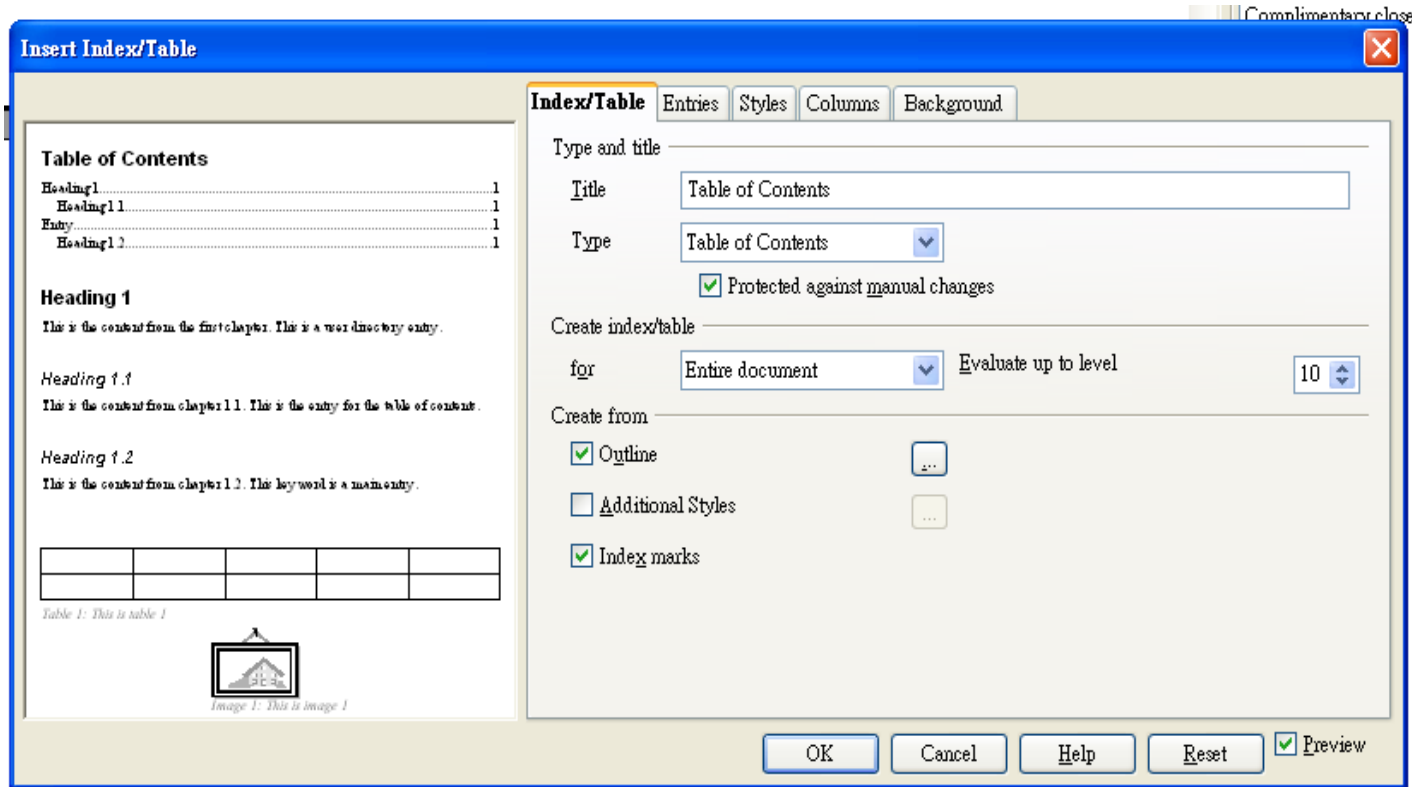 Complimentary close
Insert Index/Table
Index/Table Entries Styles Columns Background
Table of Contents
Heading 1 1
Heading 1.1 1
Entry 1
Heading 1.2 1
Heading 1
This is the content from the first chapter. This is a user directory entry.
Heading 1.1
This is the content from chapter 1.1. This is the entry for the table of contents.
Heading 1.2
This is the content from chapter 1.2. This keyword is a main entry.
Table 1: This is table 1
Image 1: This is image 1
Type and title
Title Table of Contents
Type Table of Contents
Protected against manual changes
Create index/table
for Entire document Evaluate up to level 10
Create from
Outline ...
Additional Styles ...
Index marks
OK Cancel Help Reset Preview